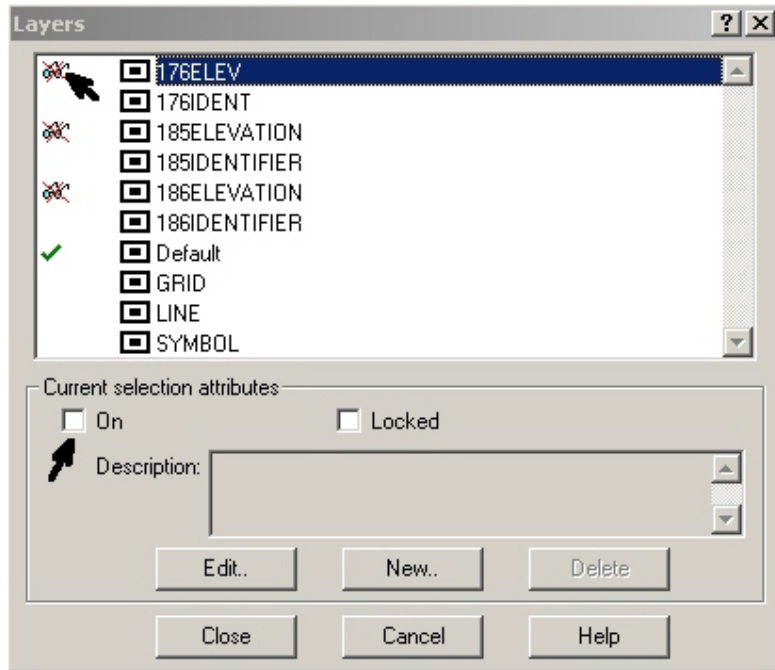 Layers
176ELEV
176IDENT
185ELEVATION
185IDENTIFIER
186ELEVATION
186IDENTIFIER
Default
GRID
LINE
SYMBOL
Current selection attributes
On Locked
Description:
Edit.. New.. Delete
Close Cancel Help